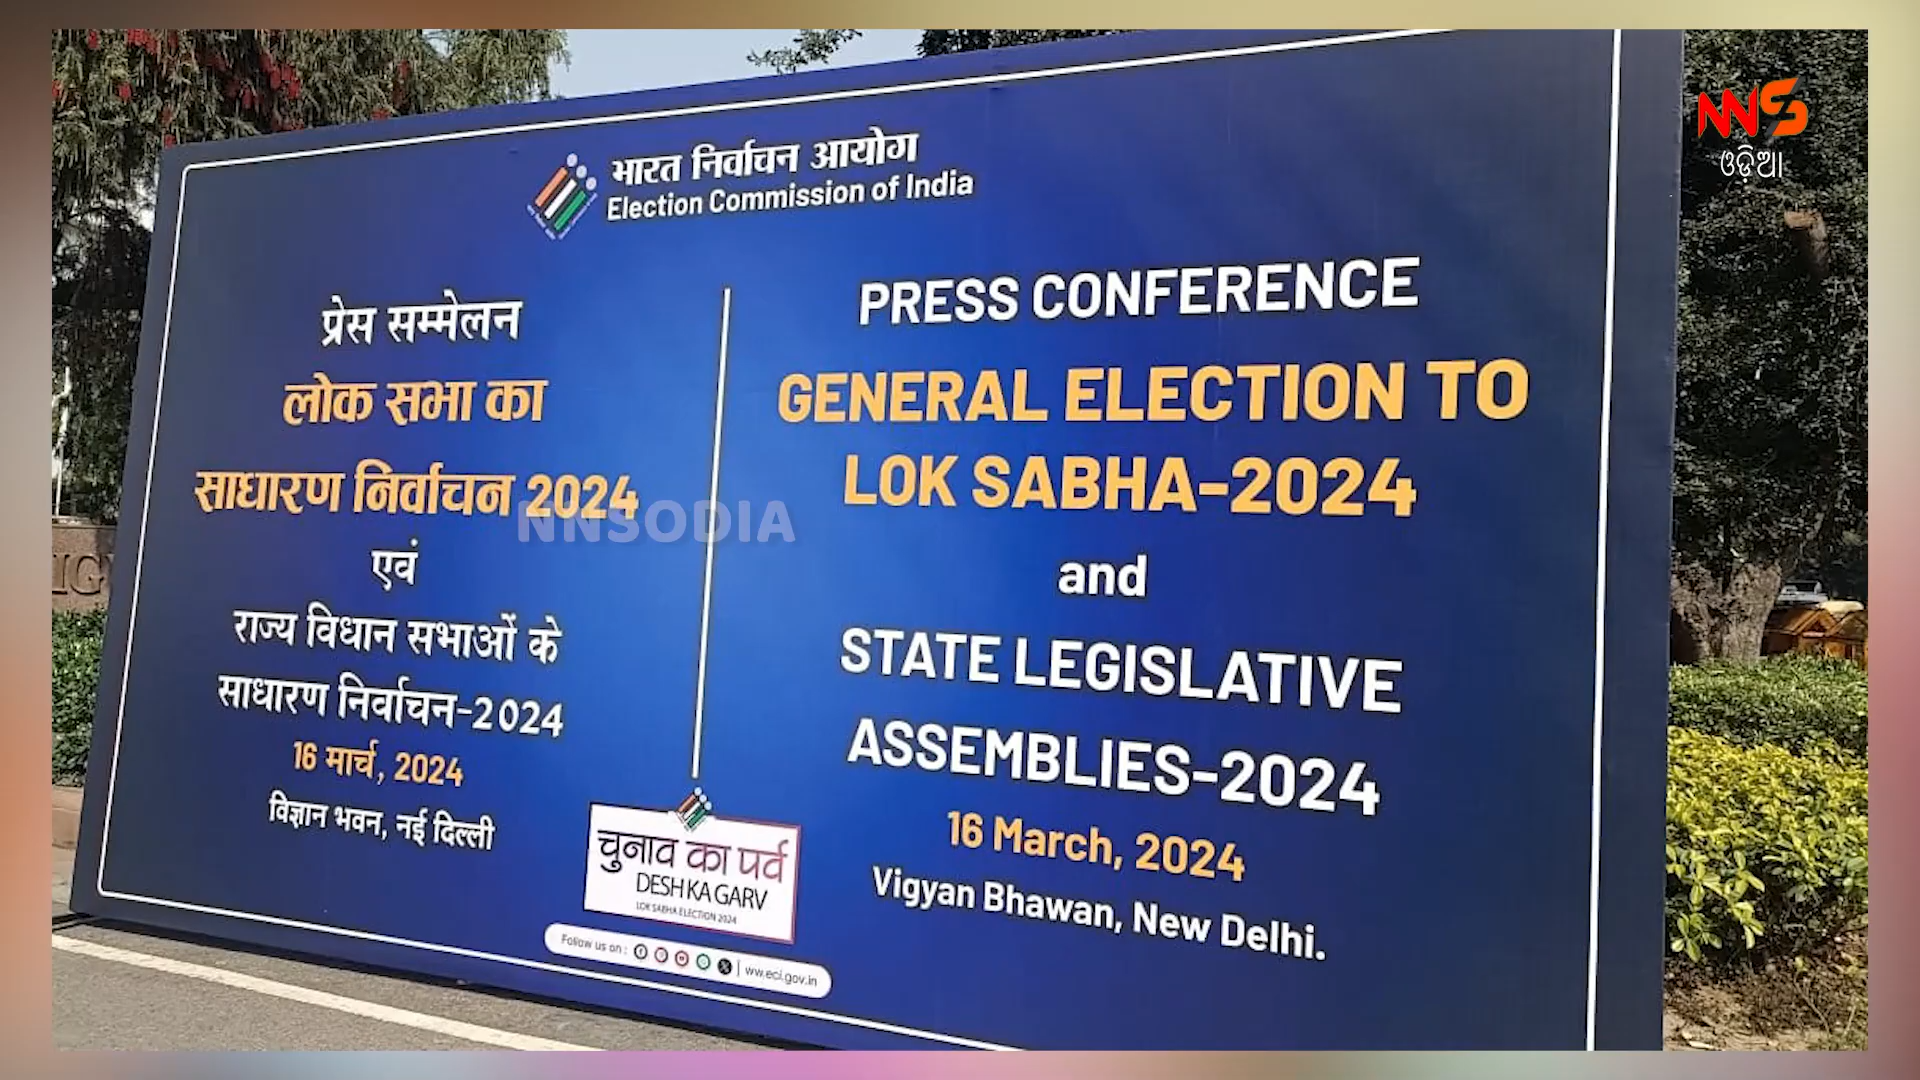 भारत निर्वाचन आयोग
Election Commission of India
प्रेस सम्मेलन
लोक सभा का
साधारण निर्वाचन 2024
एवं
राज्य विधान सभाओं के
साधारण निर्वाचन-2024
16 मार्च, 2024
विज्ञान भवन, नई दिल्ली
PRESS CONFERENCE
GENERAL ELECTION TO
LOK SABHA-2024
and
STATE LEGISLATIVE
ASSEMBLIES-2024
16 March, 2024
Vigyan Bhawan, New Delhi.
चुनाव का पर्व
DESH KA GARV
LOK SABHA ELECTION 2024
Follow us on : | ww.eci.gov.in
NNSODIA
NNS
ଓଡ଼ିଆ
IG